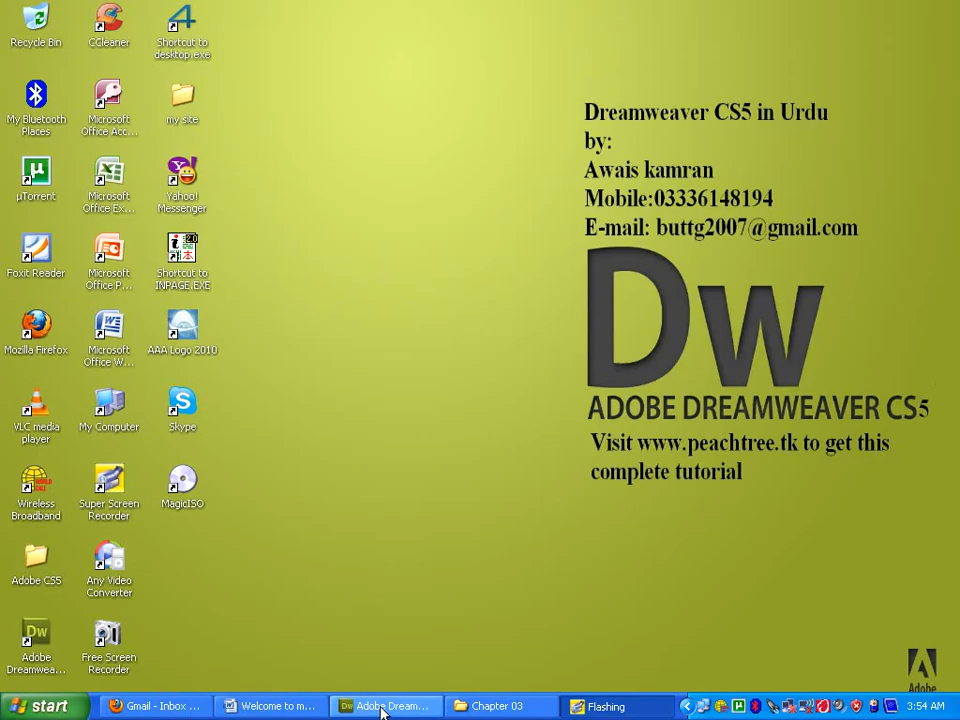 Recycle Bin
CCleaner
Shortcut to
desktop.exe
My Bluetooth
Places
Microsoft
Office Acc...
my site
µTorrent
Microsoft
Office Ex...
Yahoo!
Messenger
Foxit Reader
Microsoft
Office P...
Shortcut to
INPAGE.EXE
Mozilla Firefox
Microsoft
Office W...
AAA Logo 2010
VLC media
player
My Computer
Skype
Wireless
Broadband
Super Screen
Recorder
MagicISO
Adobe CS5
Any Video
Converter
Dw
Adobe
Dreamwea...
Free Screen
Recorder
Dreamweaver CS5 in Urdu
by:
Awais kamran
Mobile:03336148194
E-mail: buttg2007@gmail.com
Dw
ADOBE DREAMWEAVER CS5
Visit www.peachtree.tk to get this
complete tutorial
Adobe
start
Gmail - Inbox ...
Welcome to m...
Adobe Dream...
Chapter 03
Flashing
3:54 AM